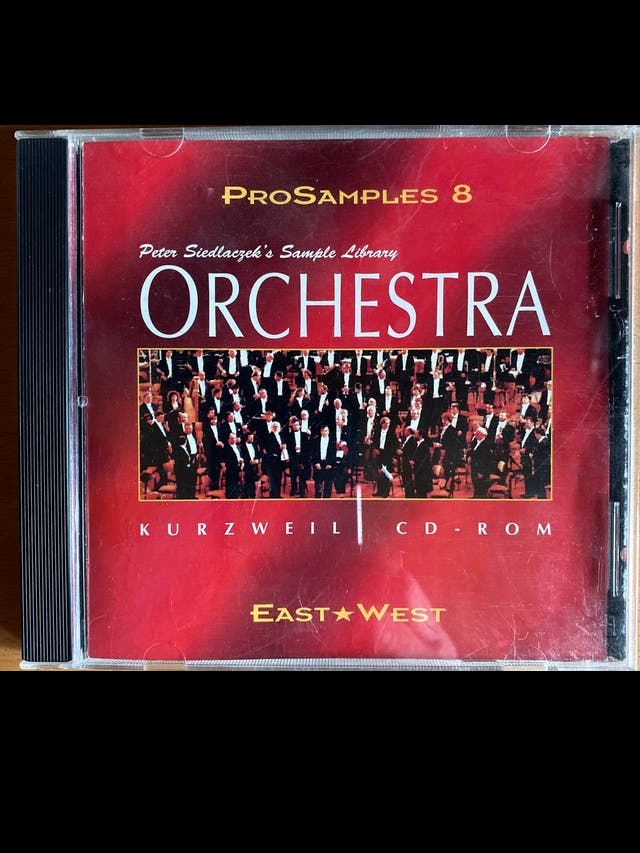 PROSAMPLES 8
Peter Siedlaczek's Sample Library
ORCHESTRA
KURZWEIL CD-ROM
EAST★WEST